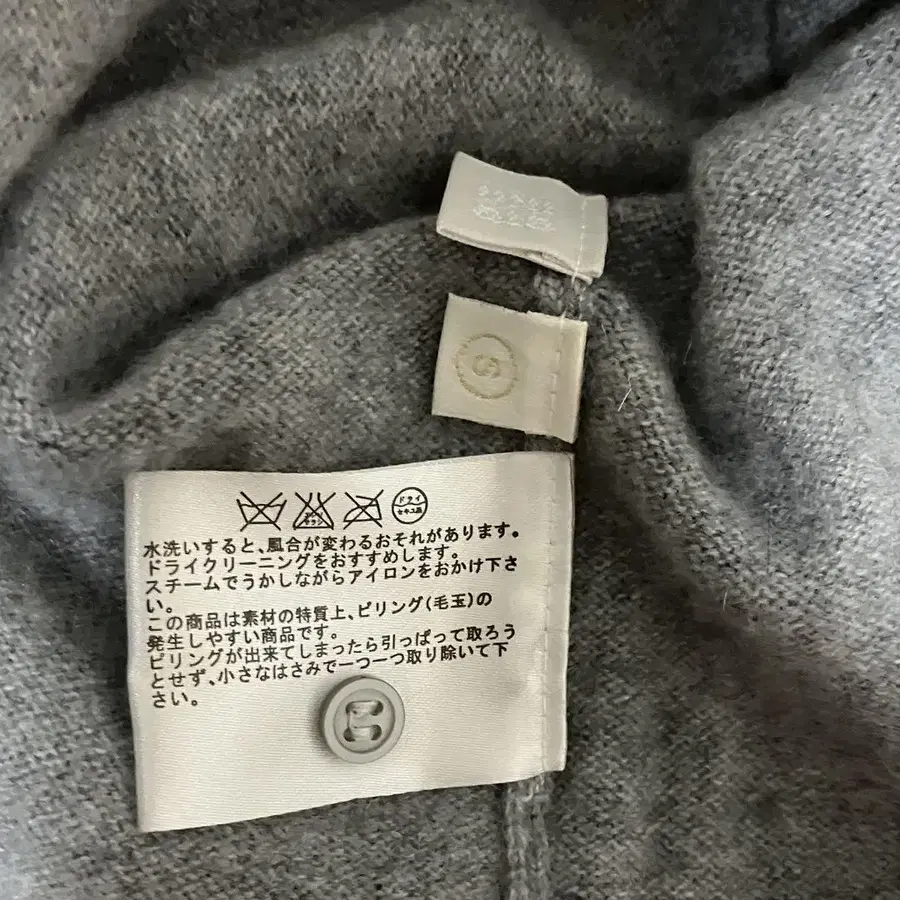 S
ドライ
セキユ系
水洗いすると、風合が変わるおそれがあります。
ドライクリーニングをおすすめします。
スチームでうかしながらアイロンをおかけ下さ
い。
この商品は素材の特質上、ピリング(毛玉)の
発生しやすい商品です。
ピリングが出来てしまったら引っぱって取ろう
とせず、小さなはさみで一つ一つ取り除いて下
さい。